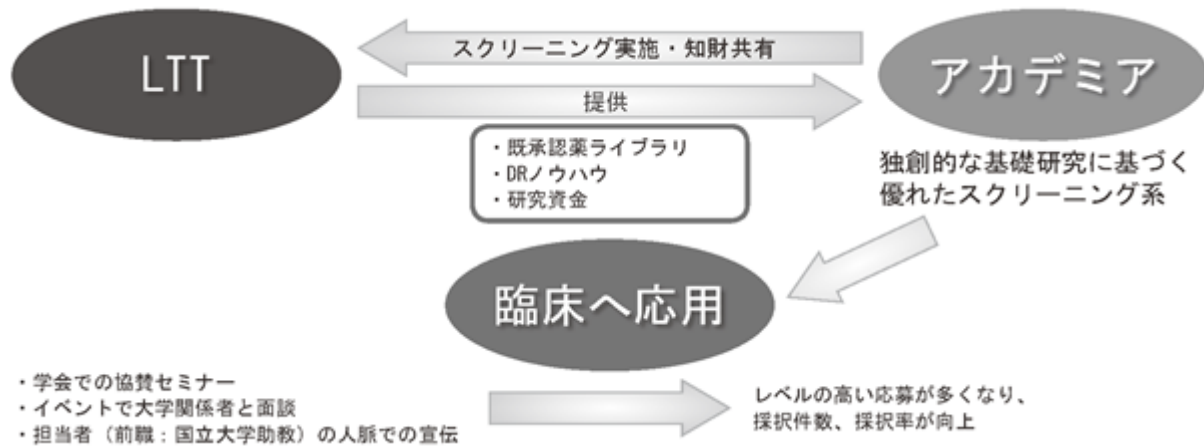 LTT
スクリーニング実施・知財共有
アカデミア
提供
・既承認薬ライブラリ
・DRノウハウ
・研究資金
独創的な基礎研究に基づく
優れたスクリーニング系
臨床へ応用
・学会での協賛セミナー
・イベントで大学関係者と面談
・担当者（前職：国立大学助教）の人脈での宣伝
レベルの高い応募が多くなり、
採択件数、採択率が向上